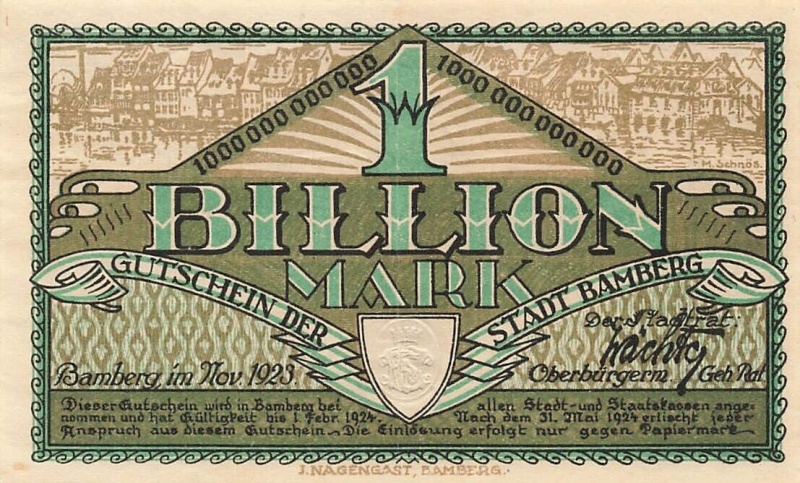 1
1000 000 000 000
1000 000 000 000
M. Schnös.
BILLION
MARK
GUTSCHEIN DER STADT BAMBERG
Bamberg, im Nov. 1923.
Der Stadtrat:
Oberbürgerm. Geh Rat
Dieser Gutschein wird in Bamberg bei allen Stadt- und Staatskassen ange-
nommen und hat Gültigkeit bis 1. Febr. 1924. Nach dem 31. Mai 1924 erlischt jeder
Anspruch aus diesem Gutschein - Die Einlösung erfolgt nur gegen Papiermark
J. NAGENGAST, BAMBERG.